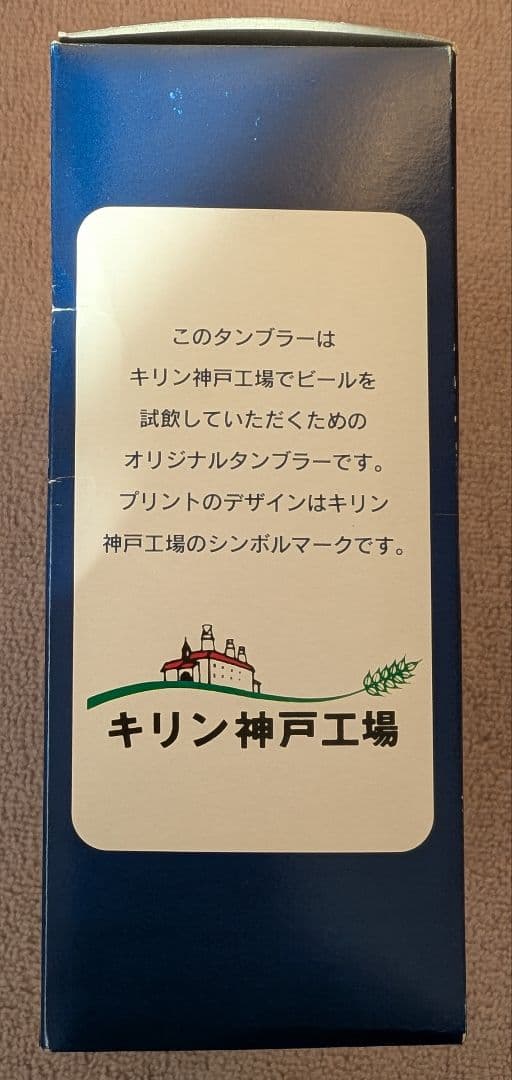 このタンブラーは
キリン神戸工場でビールを
試飲していただくための
オリジナルタンブラーです。
プリントのデザインはキリン
神戸工場のシンボルマークです。
キリン神戸工場